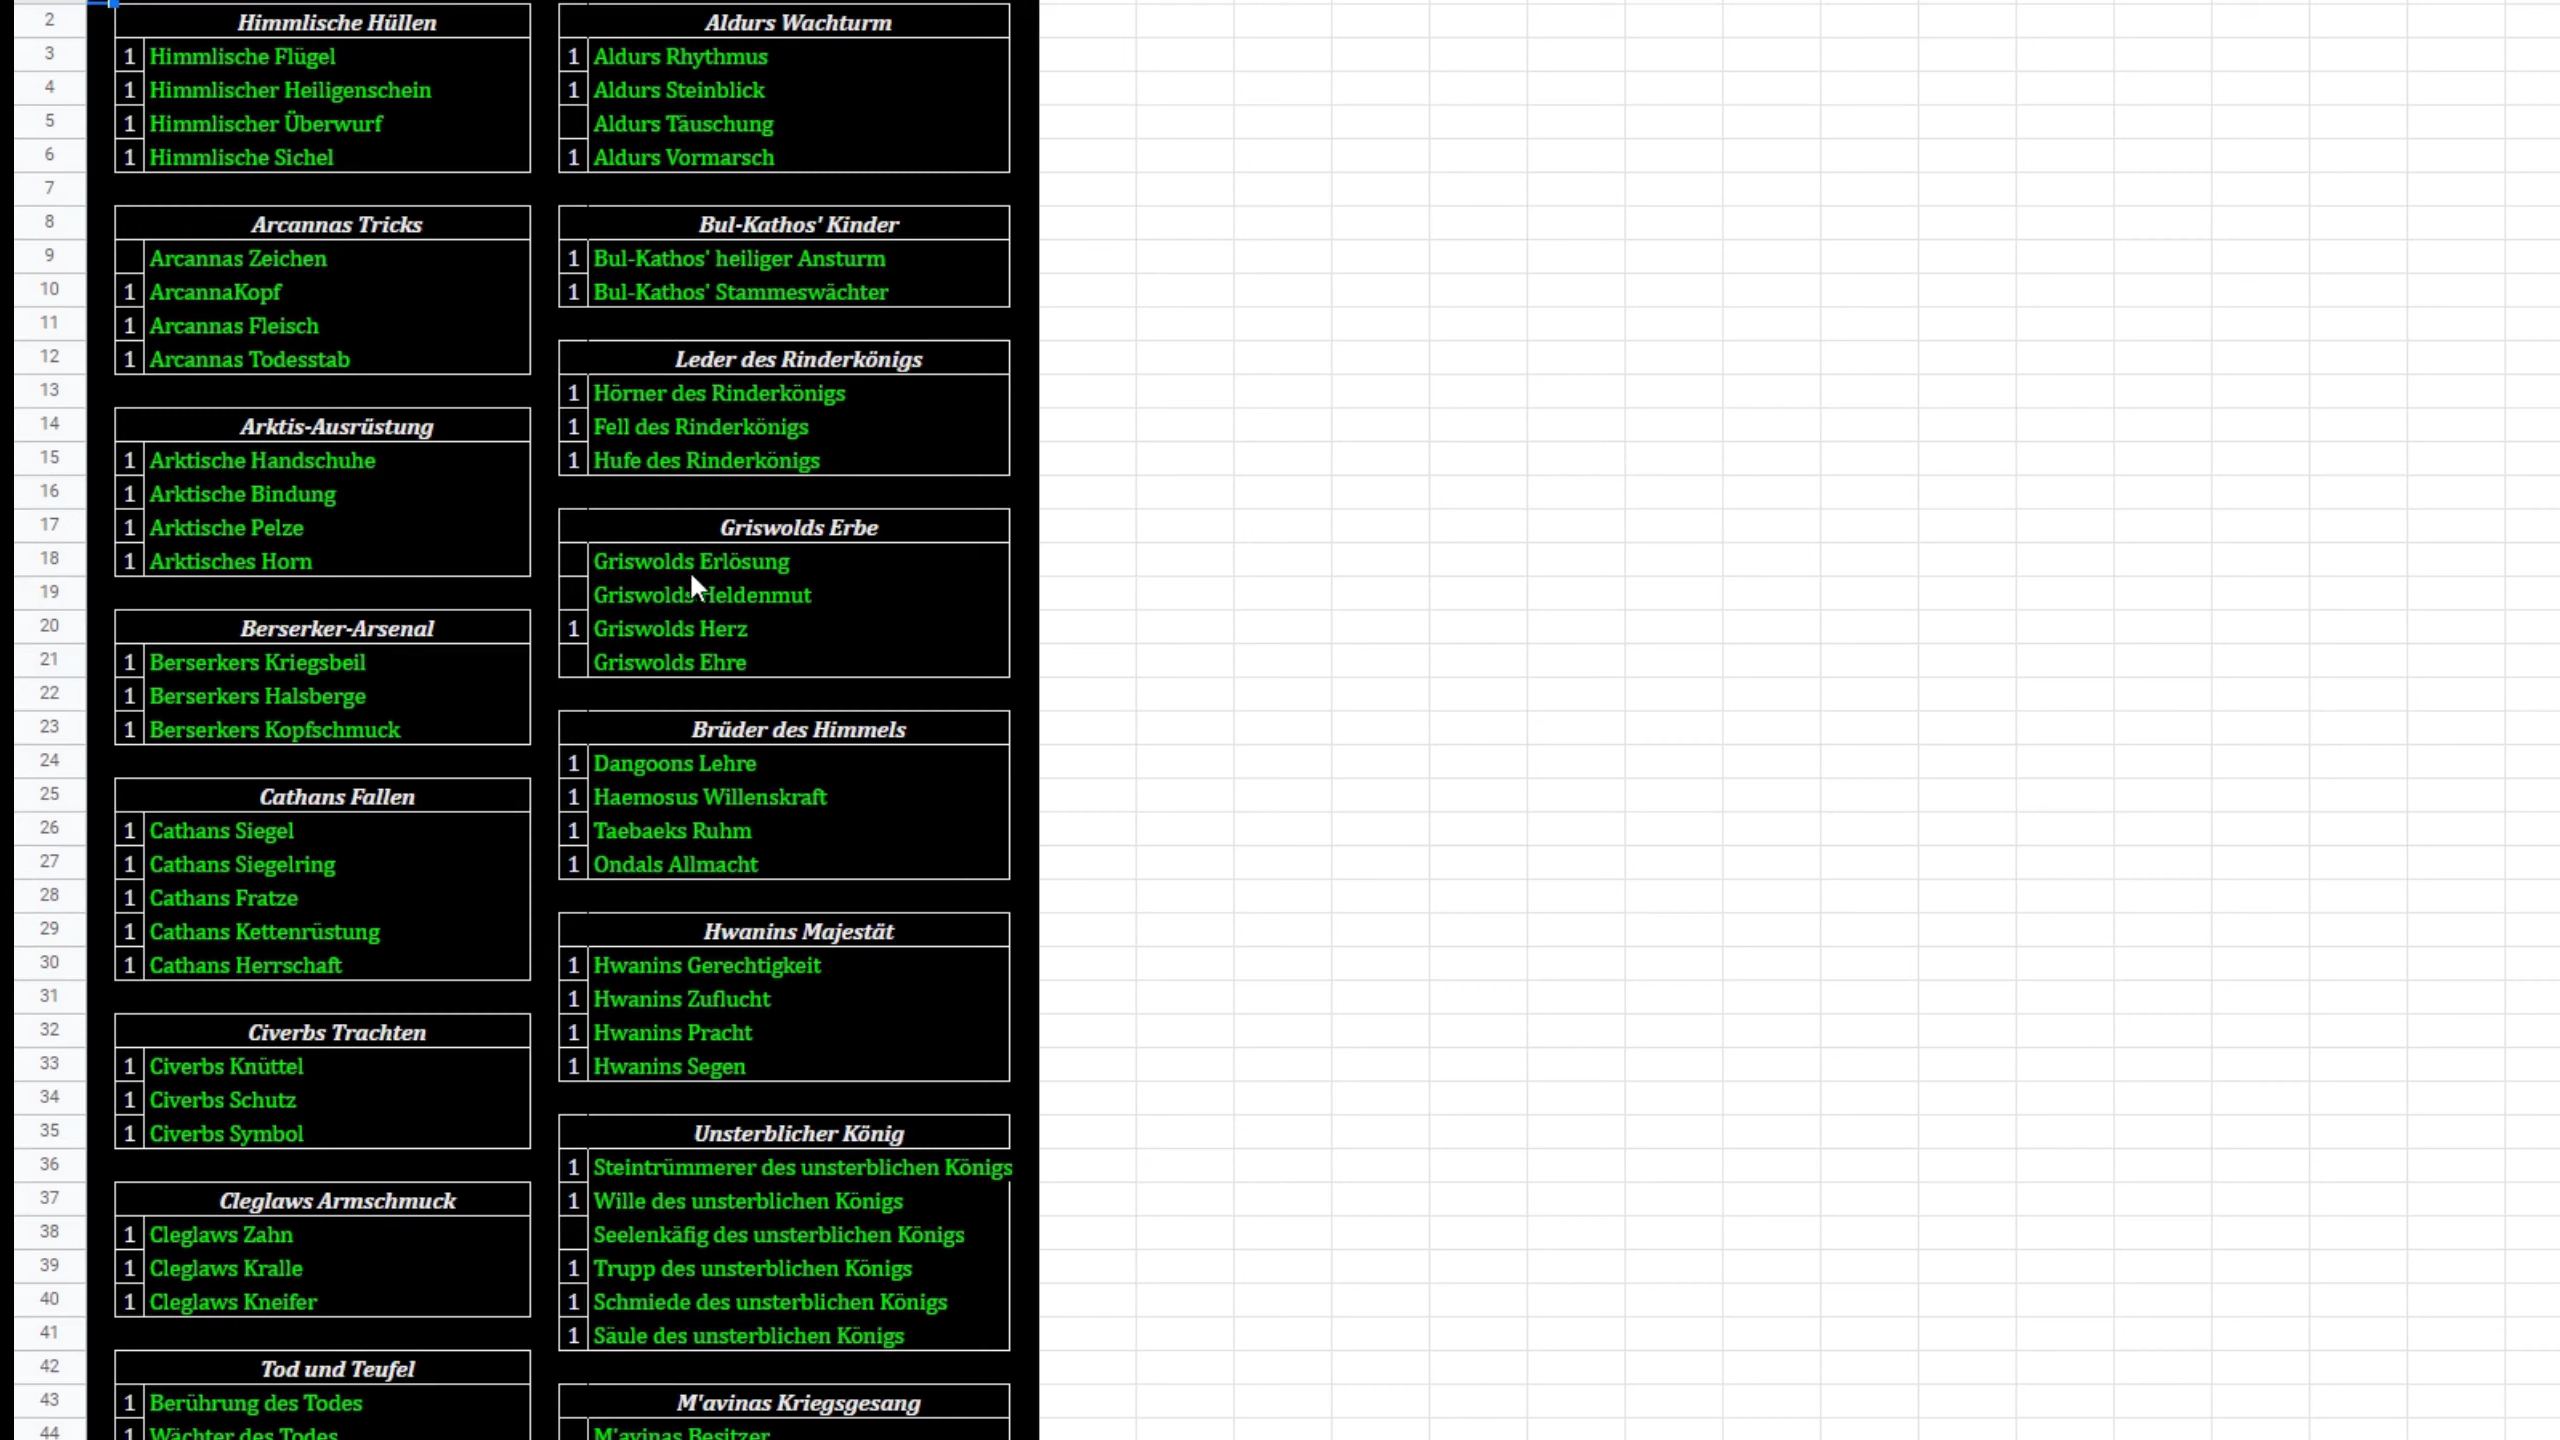 2 Himmlische Hüllen Aldurs Wachturm
3 1 Himmlische Flügel 1 Aldurs Rhythmus
4 1 Himmlischer Heiligenschein 1 Aldurs Steinblick
5 1 Himmlischer Überwurf Aldurs Täuschung
6 1 Himmlische Sichel 1 Aldurs Vormarsch
7
8 Arcannas Tricks Bul-Kathos' Kinder
9 Arcannas Zeichen 1 Bul-Kathos' heiliger Ansturm
10 1 ArcannaKopf 1 Bul-Kathos' Stammeswächter
11 1 Arcannas Fleisch
12 1 Arcannas Todesstab Leder des Rinderkönigs
13 1 Hörner des Rinderkönigs
14 Arktis-Ausrüstung 1 Fell des Rinderkönigs
15 1 Arktische Handschuhe 1 Hufe des Rinderkönigs
16 1 Arktische Bindung
17 1 Arktische Pelze Griswolds Erbe
18 1 Arktisches Horn Griswolds Erlösung
19 Griswolds Heldenmut
20 Berserker-Arsenal 1 Griswolds Herz
21 1 Berserkers Kriegsbeil Griswolds Ehre
22 1 Berserkers Halsberge
23 1 Berserkers Kopfschmuck Brüder des Himmels
24 1 Dangoons Lehre
25 Cathans Fallen 1 Haemosus Willenskraft
26 1 Cathans Siegel 1 Taebaeks Ruhm
27 1 Cathans Siegelring 1 Ondals Allmacht
28 1 Cathans Fratze
29 1 Cathans Kettenrüstung Hwanins Majestät
30 1 Cathans Herrschaft 1 Hwanins Gerechtigkeit
31 1 Hwanins Zuflucht
32 Civerbs Trachten 1 Hwanins Pracht
33 1 Civerbs Knüttel 1 Hwanins Segen
34 1 Civerbs Schutz
35 1 Civerbs Symbol Unsterblicher König
36 1 Steintrümmerer des unsterblichen Königs
37 Cleglaws Armschmuck 1 Wille des unsterblichen Königs
38 1 Cleglaws Zahn Seelenkäfig des unsterblichen Königs
39 1 Cleglaws Kralle 1 Trupp des unsterblichen Königs
40 1 Cleglaws Kneifer 1 Schmiede des unsterblichen Königs
41 1 Säule des unsterblichen Königs
42 Tod und Teufel
43 1 Berührung des Todes M'avinas Kriegsgesang
44 1 Wächter des Todes M'avinas Besitzer